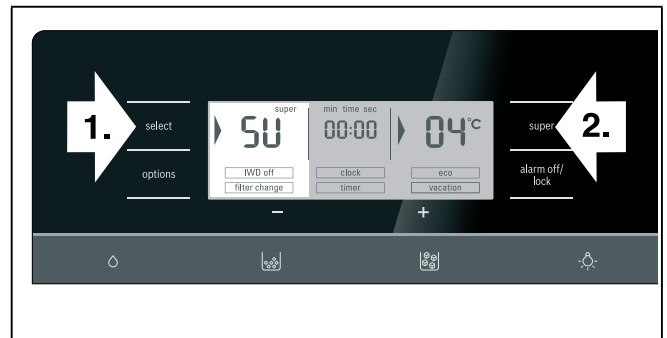 super
min time sec
SU
00:00
04°C
1.
select
super
2.
options
IWD off
clock
eco
alarm off/
lock
filter change
timer
vacation
− +